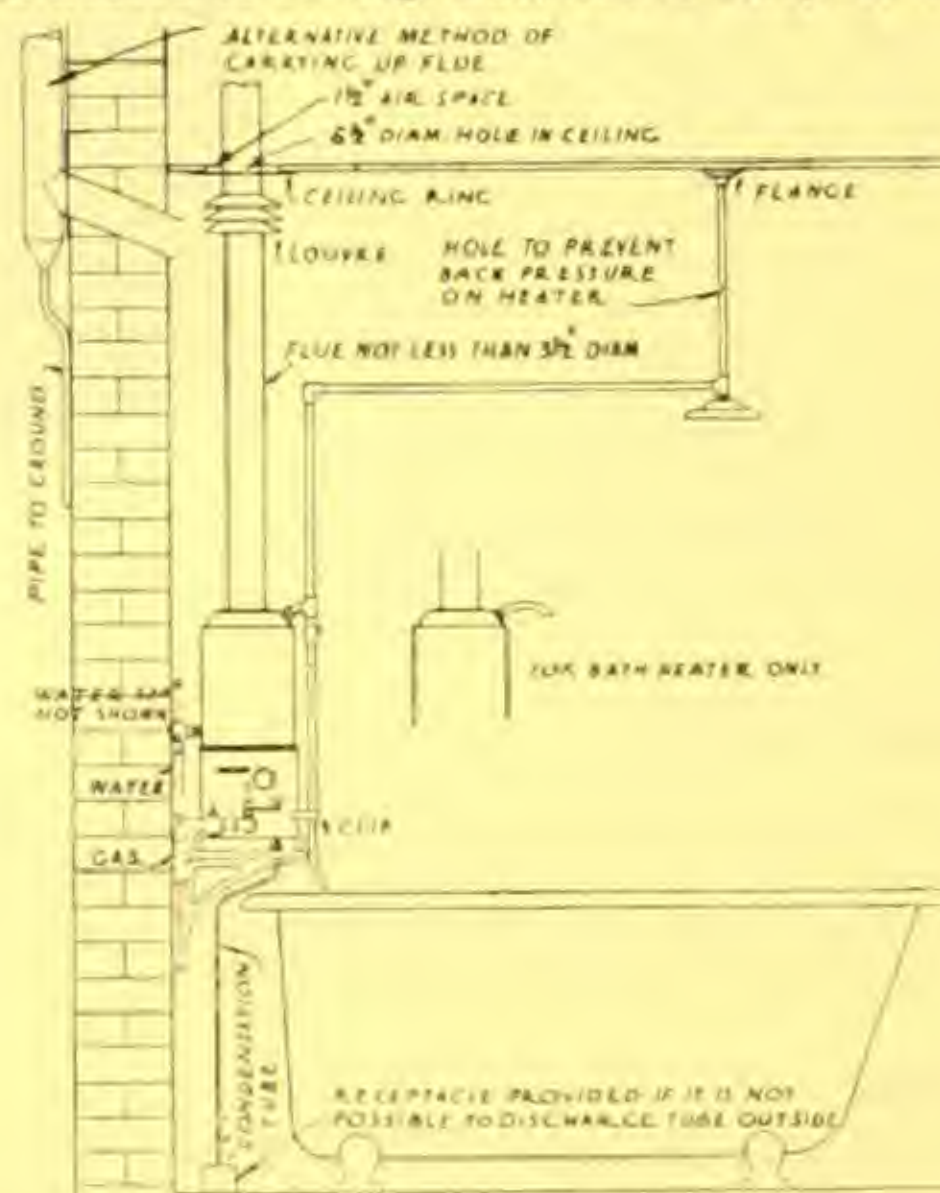 ALTERNATIVE METHOD OF
CARRYING UP FLUE
1½" AIR SPACE
6½" DIAM. HOLE IN CEILING
CEILING RING
FLANGE
LOUVRE
HOLE TO PREVENT
BACK PRESSURE
ON HEATER
FLUE NOT LESS THAN 3½" DIAM
PIPE TO GROUND
FOR BATH HEATER ONLY
WATER
NOT SHOWN
WATER
CLIP
GAS
CONDENSATION
TUBE
RECEPTACLE PROVIDED IF IT IS NOT
POSSIBLE TO DISCHARGE TUBE OUTSIDE